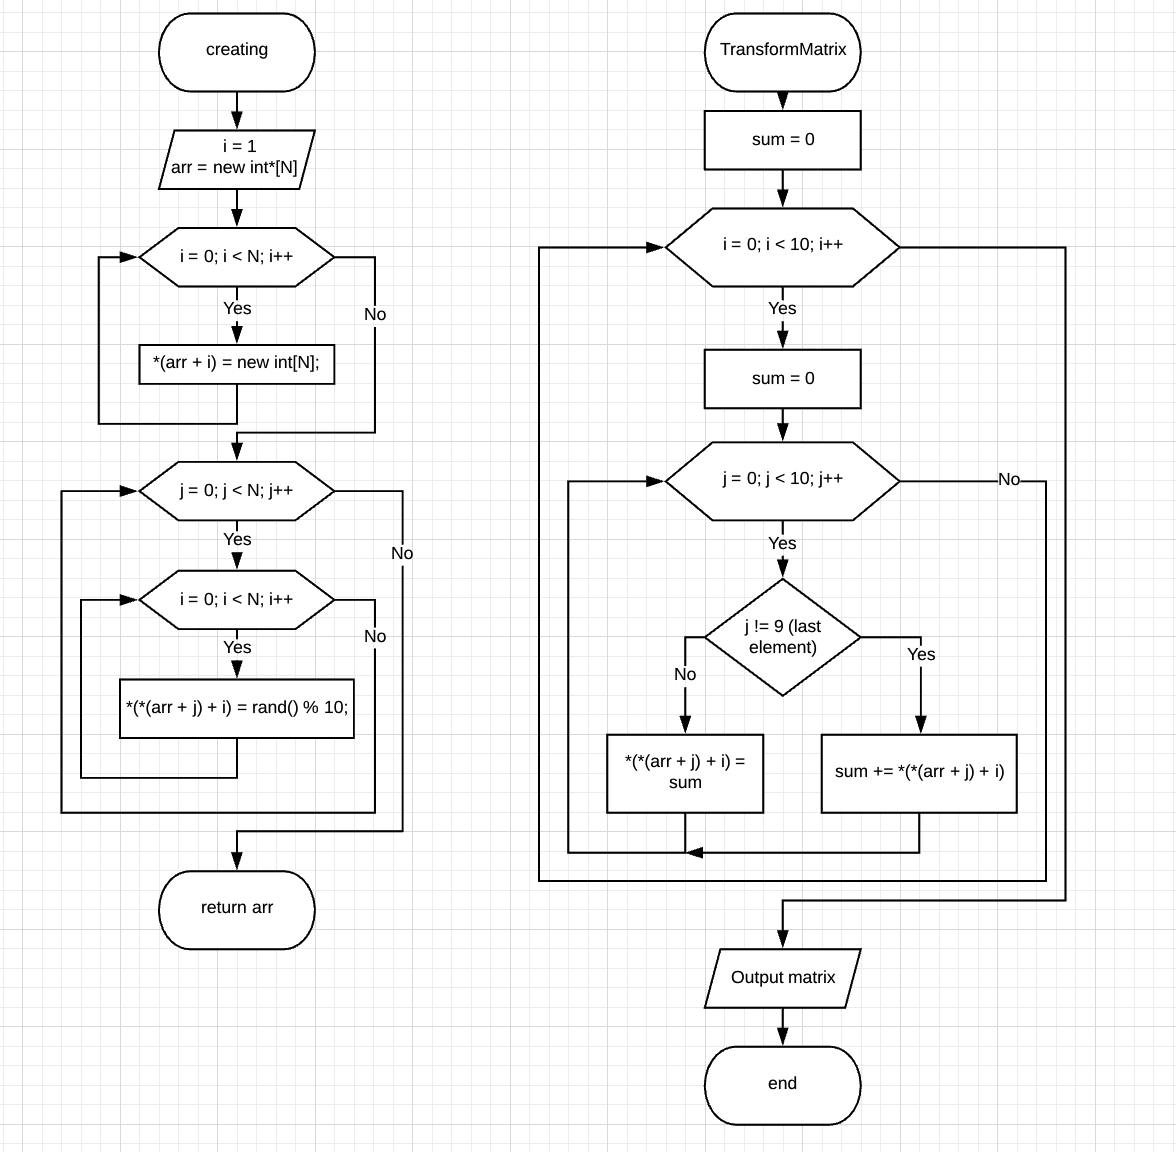 creating
i = 1
arr = new int*[N]
i = 0; i < N; i++
Yes
No
*(arr + i) = new int[N];
j = 0; j < N; j++
Yes
No
i = 0; i < N; i++
No
Yes
*(*(arr + j) + i) = rand() % 10;
return arr
TransformMatrix
sum = 0
i = 0; i < 10; i++
Yes
sum = 0
j = 0; j < 10; j++
No
Yes
j != 9 (last
element)
No
Yes
*(*(arr + j) + i) =
sum
sum += *(*(arr + j) + i)
Output matrix
end